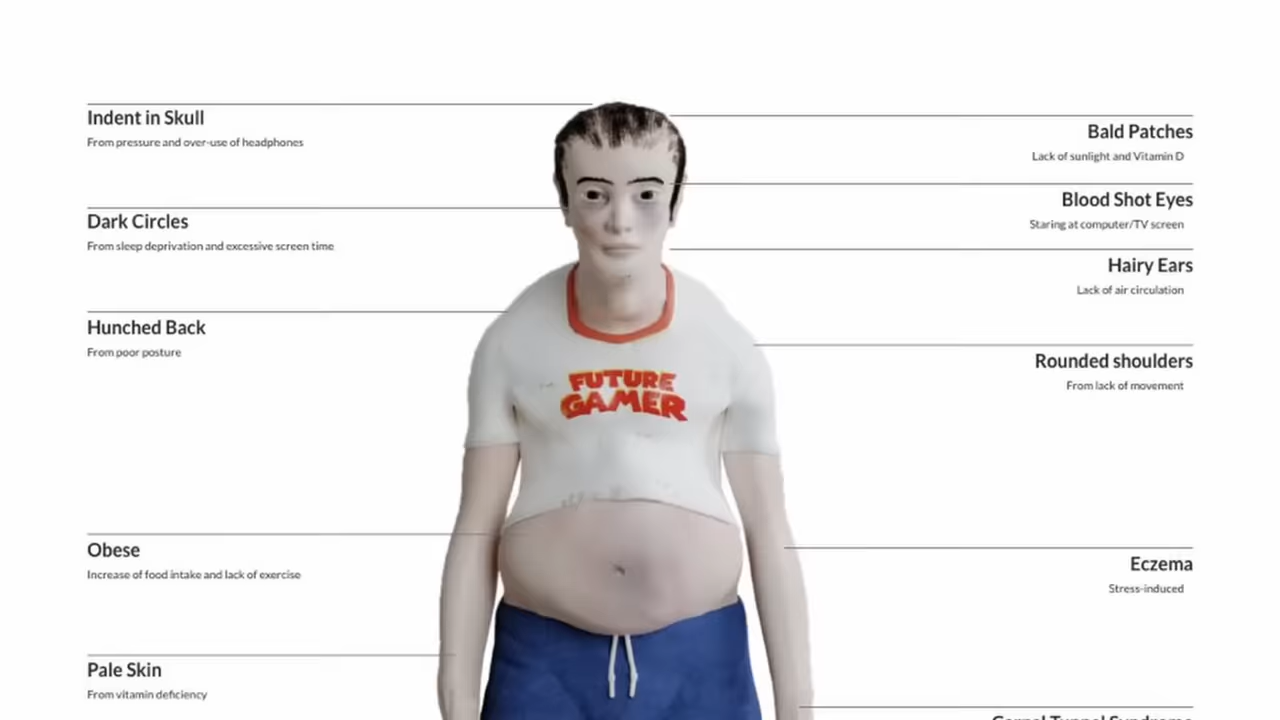 Indent in Skull
From pressure and over-use of headphones
Dark Circles
From sleep deprivation and excessive screen time
Hunched Back
From poor posture
Obese
Increase of food intake and lack of exercise
Pale Skin
From vitamin deficiency
FUTURE
GAMER
Bald Patches
Lack of sunlight and Vitamin D
Blood Shot Eyes
Staring at computer/TV screen
Hairy Ears
Lack of air circulation
Rounded shoulders
From lack of movement
Eczema
Stress-induced
Carpel Tunnel Syndrome